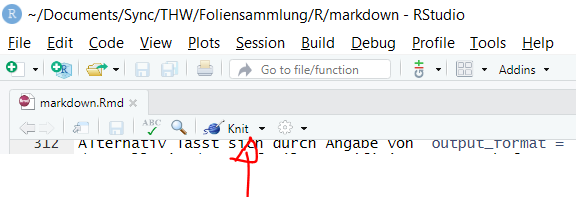 R ~/Documents/Sync/THW/Foliensammlung/R/markdown - RStudio
File Edit View Plots Session Build Debug Profile Tools Help
Go to file/function Addins
markdown.Rmd
ABC Knit
312 Alternativ lässt sich durch Angabe von `output_format =